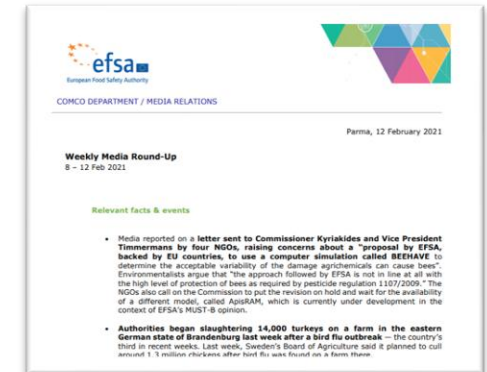 efsa
European Food Safety Authority
COMCO DEPARTMENT / MEDIA RELATIONS
Parma, 12 February 2021
Weekly Media Round-Up
8 – 12 Feb 2021
Relevant facts & events
• Media reported on a letter sent to Commissioner Kyriakides and Vice President
Timmermans by four NGOs, raising concerns about a "proposal by EFSA,
backed by EU countries, to use a computer simulation called BEEHAVE to
determine the acceptable variability of the damage agrichemicals can cause bees".
Environmentalists argue that "the approach followed by EFSA is not in line at all with
the high level of protection of bees as required by pesticide regulation 1107/2009." The
NGOs also call on the Commission to put the revision on hold and wait for the availability
of a different model, called ApisRAM, which is currently under development in the
context of EFSA's MUST-B opinion.
• Authorities began slaughtering 14,000 turkeys on a farm in the eastern
German state of Brandenburg last week after a bird flu outbreak — the country's
third in recent weeks. Last week, Sweden's Board of Agriculture said it planned to cull
around 1.3 million chickens after bird flu was found on a farm there.